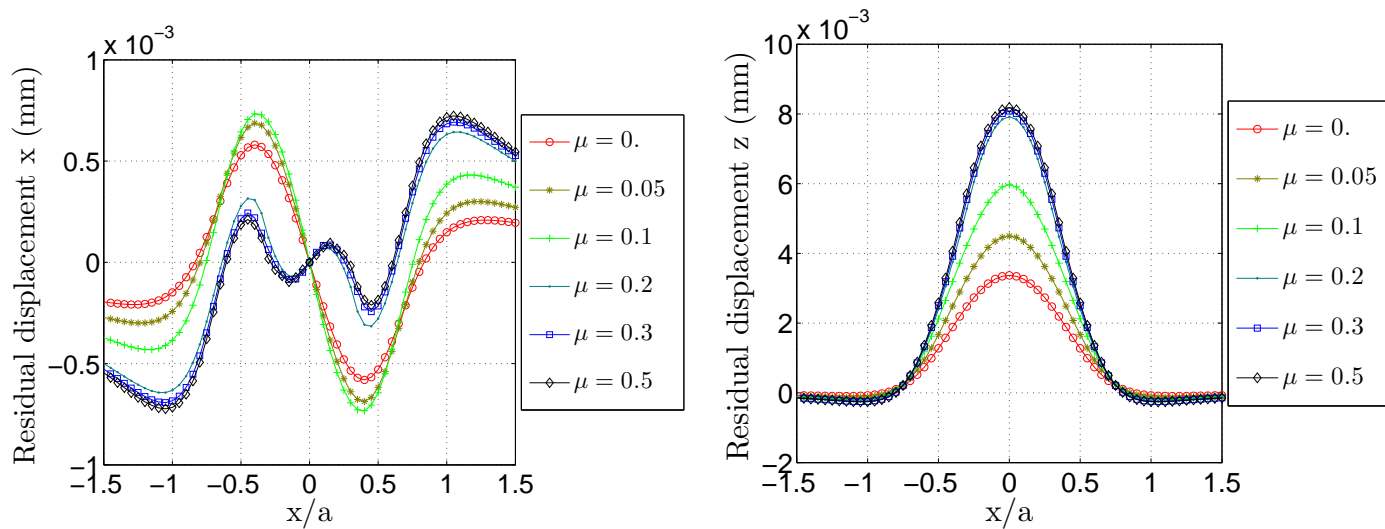 x 10⁻³
1
0.5
0
−0.5
−1
−1.5 −1 −0.5 0 0.5 1 1.5
x/a
Residual displacement x (mm)
μ = 0.
μ = 0.05
μ = 0.1
μ = 0.2
μ = 0.3
μ = 0.5
x 10⁻³
10
8
6
4
2
0
−2
−1.5 −1 −0.5 0 0.5 1 1.5
x/a
Residual displacement z (mm)
μ = 0.
μ = 0.05
μ = 0.1
μ = 0.2
μ = 0.3
μ = 0.5